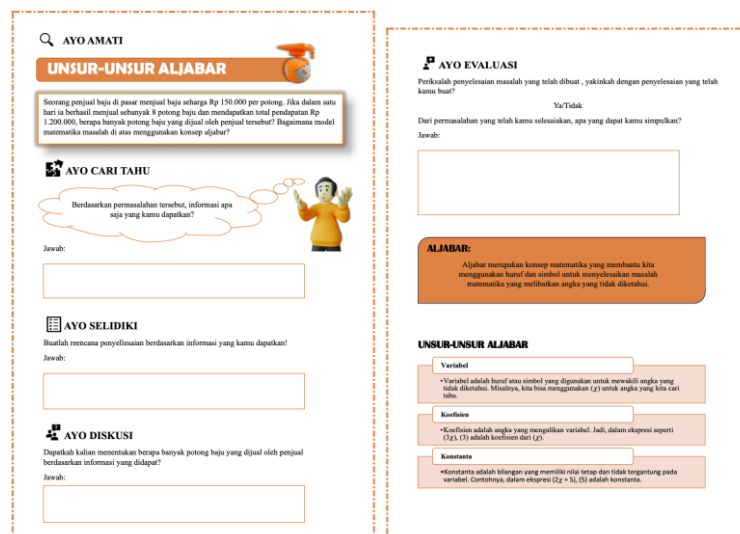 AYO AMATI
UNSUR-UNSUR ALJABAR
Seorang penjual baju di pasar menjual baju seharga Rp 150.000 per potong. Jika dalam satu
hari ia berhasil menjual sebanyak 8 potong baju dan mendapatkan total pendapatan Rp
1.200.000, berapa banyak potong baju yang dijual oleh penjual tersebut? Bagaimana model
matematika masalah di atas menggunakan konsep aljabar?
AYO CARI TAHU
Berdasarkan permasalahan tersebut, informasi apa
saja yang kamu dapatkan?
Jawab:
AYO SELIDIKI
Buatlah reencana penyellesaian berdasarkan informasi yang kamu dapatkan!
Jawab:
AYO DISKUSI
Dapatkah kalian menentukan berapa banyak potong baju yang dijual oleh penjual
berdasarkan informasi yang didapat?
Jawab:
AYO EVALUASI
Periksalah penyelesaian masalah yang telah dibuat , yakinkah dengan penyelesaian yang telah
kamu buat?
Ya/Tidak
Dari permasalahan yang telah kamu selesaiakan, apa yang dapat kamu simpulkan?
Jawab:
ALJABAR:
Aljabar merupakan konsep matematika yang membantu kita
menggunakan huruf dan simbol untuk menyelesaikan masalah
matematika yang melibatkan angka yang tidak diketahui.
UNSUR-UNSUR ALJABAR
Variabel
•Variabel adalah huruf atau simbol yang digunakan untuk mewakili angka yang
tidak diketahui. Misalnya, kita bisa menggunakan (χ) untuk angka yang kita cari
tahu.
Koefisien
•Koefisien adalah angka yang mengalikan variabel. Jadi, dalam ekspresi seperti
(3χ), (3) adalah koefisien dari (χ).
Konstanta
•Konstanta adalah bilangan yang memiliki nilai tetap dan tidak tergantung pada
variabel. Contohnya, dalam ekspresi (2χ + 5), (5) adalah konstanta.